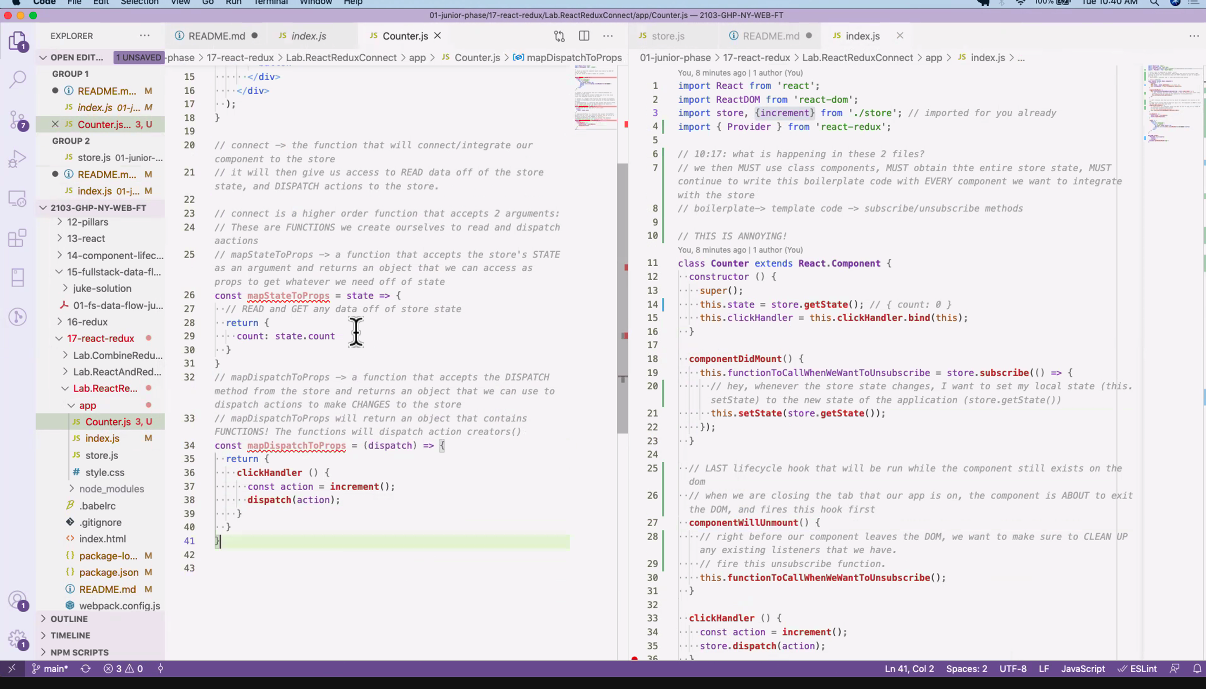 Code File Edit Selection View Go Run Terminal Window Help
100% Tue 10:40 AM
01-junior-phase/17-react-redux/Lab.ReactReduxConnect/app/Counter.js — 2103-GHP-NY-WEB-FT
EXPLORER
OPEN EDIT... 1 UNSAVED
GROUP 1
README.m... M
index.js 01-j... M
Counter.js... 3, U
GROUP 2
store.js 01-junior-...
README.m... M
index.js 01-j... M
2103-GHP-NY-WEB-FT
12-pillars
13-react
14-component-lifec...
15-fullstack-data-fl...
juke-solution
01-fs-data-flow-ju...
16-redux
17-react-redux
Lab.CombineRedu...
Lab.ReactAndRed...
Lab.ReactRe...
app
Counter.js 3, U
index.js M
store.js
style.css
node_modules
.babelrc
.gitignore
index.html
package-lo... M
package.json M
README.md M
webpack.config.js
OUTLINE
TIMELINE
NPM SCRIPTS
README.md index.js Counter.js
-phase > 17-react-redux > Lab.ReactReduxConnect > app > Counter.js > mapDispatchToProps
15 </div>
16 </div>
17 );
18 }
19
20 // connect -> the function that will connect/integrate our
component to the store
21 // it will then give us access to READ data off of the store
state, and DISPATCH actions to the store.
22
23 // connect is a higher order function that accepts 2 arguments:
24 // These are FUNCTIONS we create ourselves to read and dispatch
aactions
25 // mapStateToProps -> a function that accepts the store's STATE
as an argument and returns an object that we can access as
props to get whatever we need off of state
26 const mapStateToProps = state => {
27 // READ and GET any data off of store state
28 return {
29 count: state.count
30 }
31 }
32 // mapDispatchToProps -> a function that accepts the DISPATCH
method from the store and returns an object that we can use to
dispatch actions to make CHANGES to the store
33 // mapDispatchToProps will return an object that contains
FUNCTIONS! The functions will dispatch action creators()
34 const mapDispatchToProps = (dispatch) => {
35 return {
36 clickHandler () {
37 const action = increment();
38 dispatch(action);
39 }
40 }
41 }
42
43
store.js README.md index.js
01-junior-phase > 17-react-redux > Lab.ReactReduxConnect > app > index.js > ...
You, 8 minutes ago | 1 author (You)
1 import React from 'react';
2 import ReactDOM from 'react-dom';
3 import store, {increment} from './store'; // imported for you already
4 import { Provider } from 'react-redux';
5
6 // 10:17: what is happening in these 2 files?
7 // we then MUST use class components, MUST obtain thte entire store state, MUST
continue to write this boilerplate code with EVERY component we want to integrate
with the store
8 // boilerplate-> template code -> subscribe/unsubscribe methods
9
10 // THIS IS ANNOYING!
You, 8 minutes ago | 1 author (You)
11 class Counter extends React.Component {
12 constructor () {
13 super();
14 this.state = store.getState(); // { count: 0 }
15 this.clickHandler = this.clickHandler.bind(this);
16 }
17
18 componentDidMount() {
19 this.functionToCallWhenWeWantToUnsubscribe = store.subscribe(() => {
20 // hey, whenever the store state changes, I want to set my local state (this.
setState) to the new state of the application (store.getState())
21 this.setState(store.getState());
22 });
23 }
24
25 // LAST lifecycle hook that will be run while the component still exists on the
dom
26 // when we are closing the tab that our app is on, the component is ABOUT to exit
the DOM, and fires this hook first
27 componentWillUnmount() {
28 // right before our component leaves the DOM, we want to make sure to CLEAN UP
any existing listeners that we have.
29 // fire this unsubscribe function.
30 this.functionToCallWhenWeWantToUnsubscribe();
31 }
32
33 clickHandler () {
34 const action = increment();
35 store.dispatch(action);
36 }
main* 3 0 Ln 41, Col 2 Spaces: 2 UTF-8 LF JavaScript ESLint